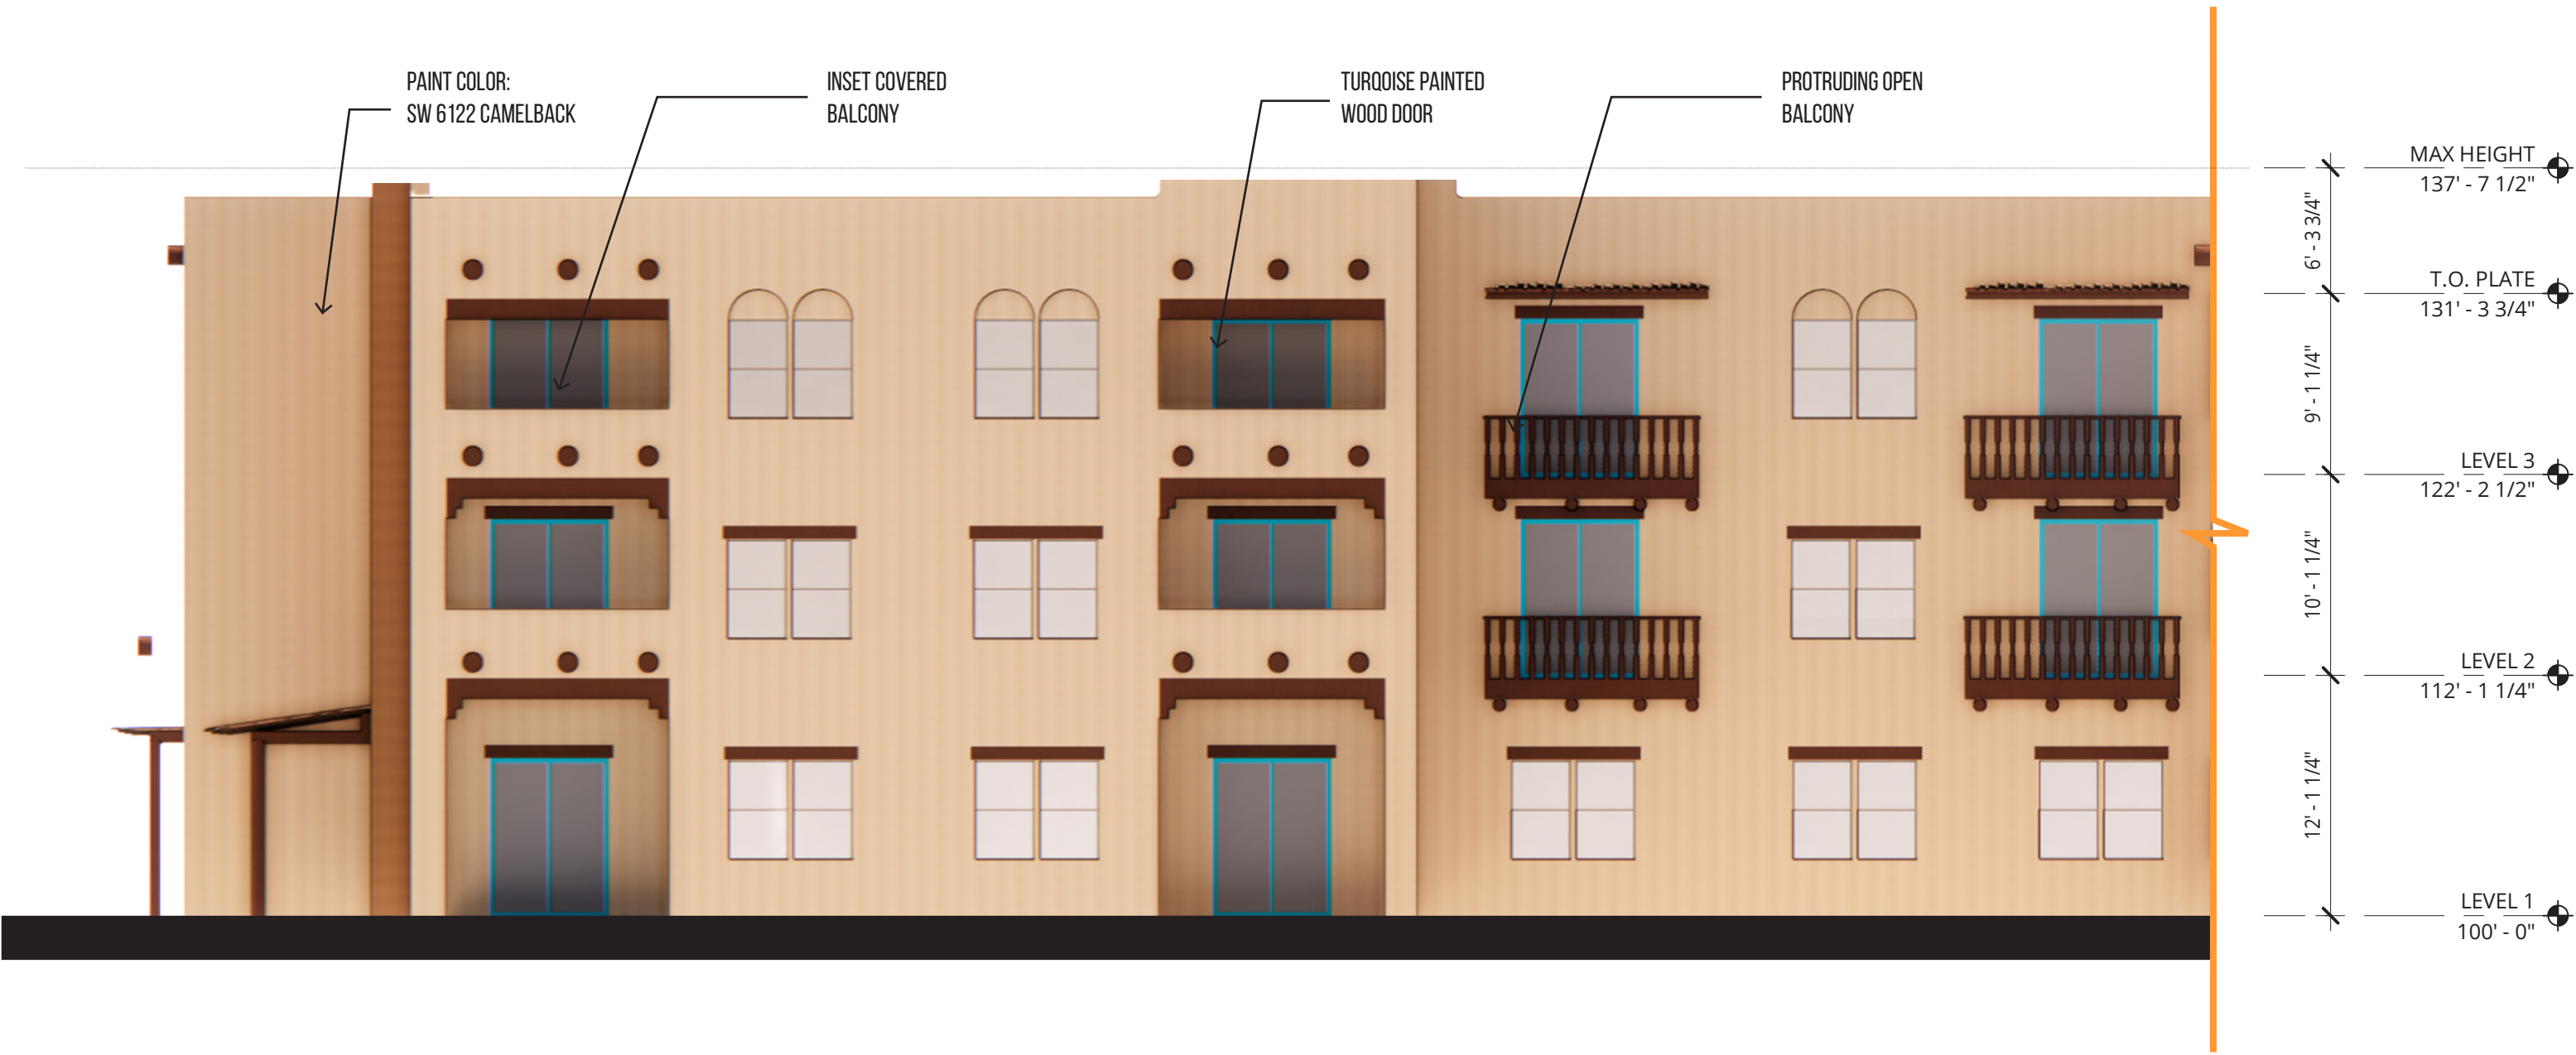 PAINT COLOR:
SW 6122 CAMELBACK
INSET COVERED
BALCONY
TURQOISE PAINTED
WOOD DOOR
PROTRUDING OPEN
BALCONY
MAX HEIGHT
137' - 7 1/2"
6' - 3 3/4"
T.O. PLATE
131' - 3 3/4"
9' - 1 1/4"
LEVEL 3
122' - 2 1/2"
10' - 1 1/4"
LEVEL 2
112' - 1 1/4"
12' - 1 1/4"
LEVEL 1
100' - 0"